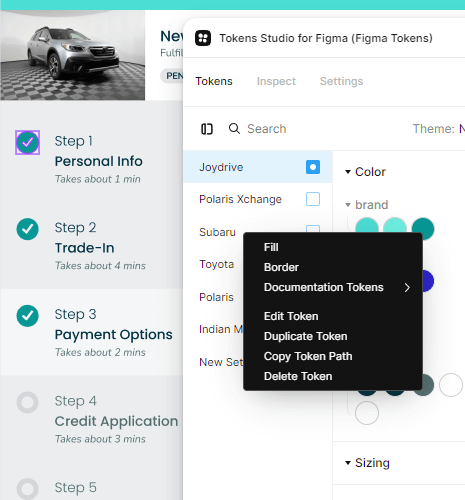 Tokens Studio for Figma (Figma Tokens)
Tokens
Inspect
Settings
Search
Theme:
Joydrive
Polaris Xchange
Subaru
Toyota
Polaris
Indian M
New Set
Color
brand
Sizing
Fill
Border
Documentation Tokens
Edit Token
Duplicate Token
Copy Token Path
Delete Token
Step 1
Personal Info
Takes about 1 min
Step 2
Trade-In
Takes about 4 mins
Step 3
Payment Options
Takes about 2 mins
Step 4
Credit Application
Takes about 3 mins
Step 5